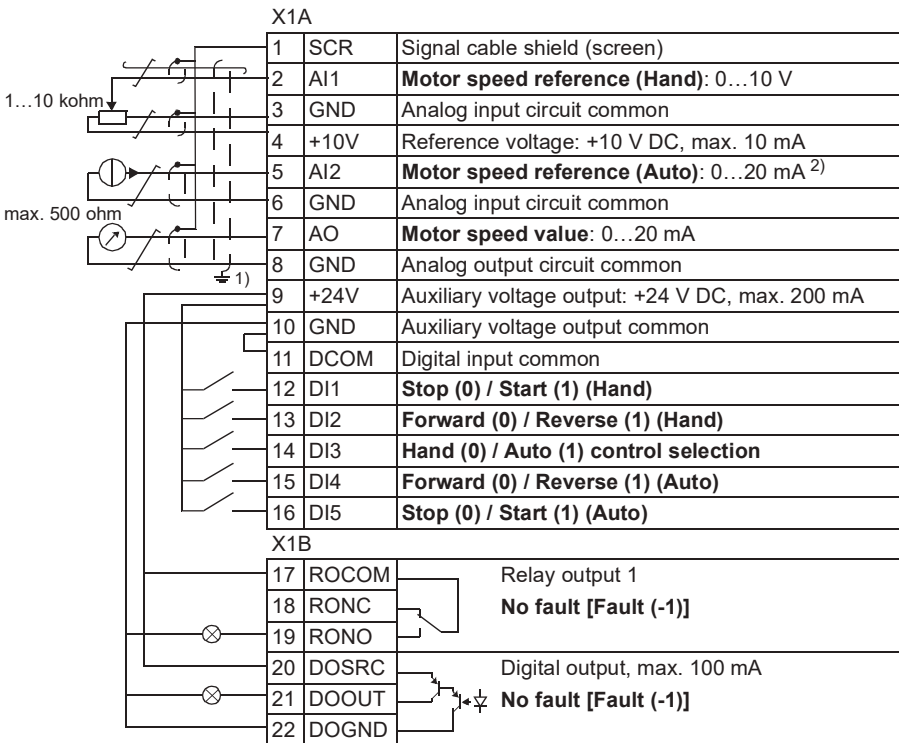 X1A
1 SCR Signal cable shield (screen)
2 AI1 Motor speed reference (Hand): 0…10 V
1…10 kohm
3 GND Analog input circuit common
4 +10V Reference voltage: +10 V DC, max. 10 mA
5 AI2 Motor speed reference (Auto): 0…20 mA 2)
6 GND Analog input circuit common
max. 500 ohm
7 AO Motor speed value: 0…20 mA
8 GND Analog output circuit common
1)
9 +24V Auxiliary voltage output: +24 V DC, max. 200 mA
10 GND Auxiliary voltage output common
11 DCOM Digital input common
12 DI1 Stop (0) / Start (1) (Hand)
13 DI2 Forward (0) / Reverse (1) (Hand)
14 DI3 Hand (0) / Auto (1) control selection
15 DI4 Forward (0) / Reverse (1) (Auto)
16 DI5 Stop (0) / Start (1) (Auto)
X1B
17 ROCOM Relay output 1
18 RONC No fault [Fault (-1)]
19 RONO
20 DOSRC Digital output, max. 100 mA
21 DOOUT No fault [Fault (-1)]
22 DOGND